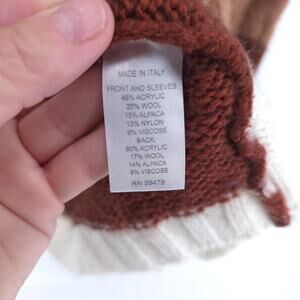 MADE IN ITALY
FRONT AND SLEEVES:
45% ACRYLIC
20% WOOL
15% ALPACA
13% NYLON
8% VISCOSE
BACK:
60% ACRYLIC
17% WOOL
14% ALPACA
9% VISCOSE
RN 59478